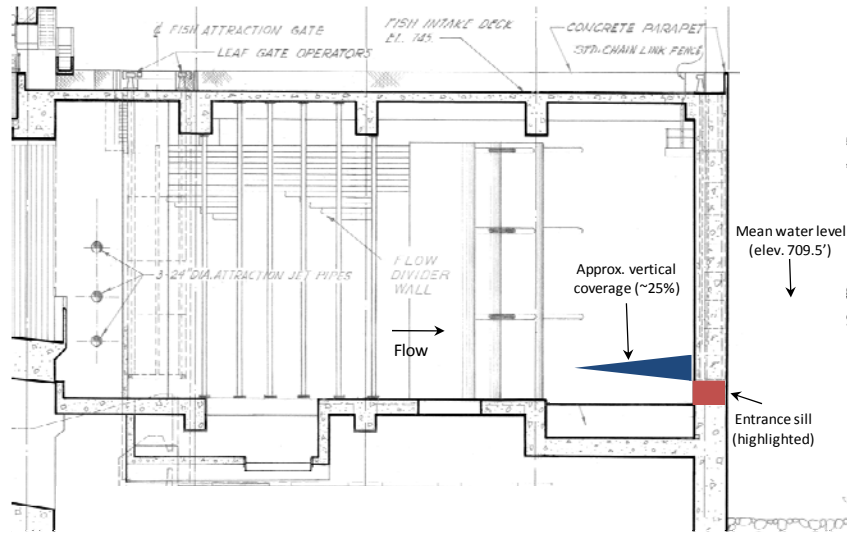 ℄ FISH ATTRACTION GATE
LEAF GATE OPERATORS
FISH INTAKE DECK
EL. 745.
CONCRETE PARAPET
STD. CHAIN LINK FENCE
Mean water level
(elev. 709.5')
3-24" DIA. ATTRACTION JET PIPES
FLOW
DIVIDER
WALL
Approx. vertical
coverage (~25%)
Flow
Entrance sill
(highlighted)